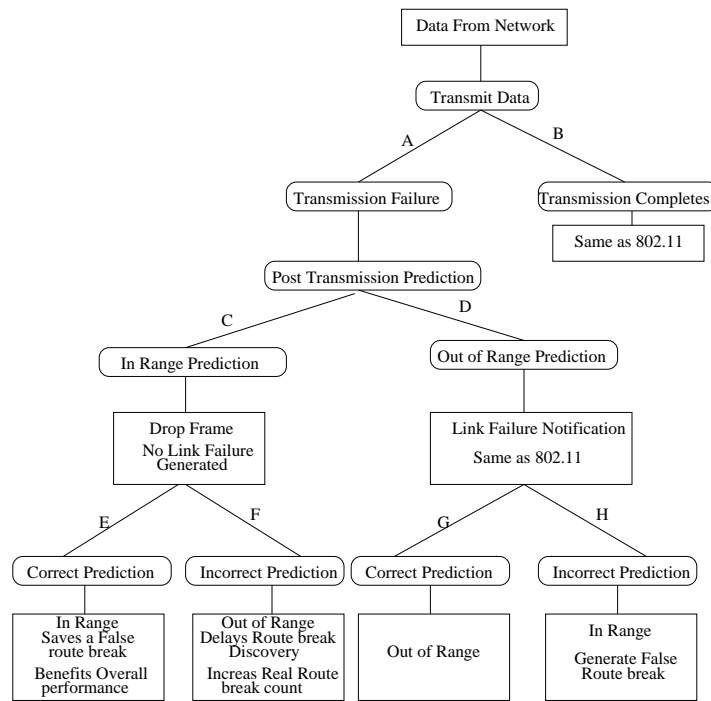 Data From Network
Transmit Data
A
B
Transmission Failure
Transmission Completes
Same as 802.11
Post Transmission Prediction
C
D
In Range Prediction
Out of Range Prediction
Drop Frame
No Link Failure
Generated
Link Failure Notification
Same as 802.11
E
F
G
H
Correct Prediction
Incorrect Prediction
Correct Prediction
Incorrect Prediction
In Range
Saves a False
route break
Benefits Overall
performance
Out of Range
Delays Route break
Discovery
Increas Real Route
break count
Out of Range
In Range
Generate False
Route break